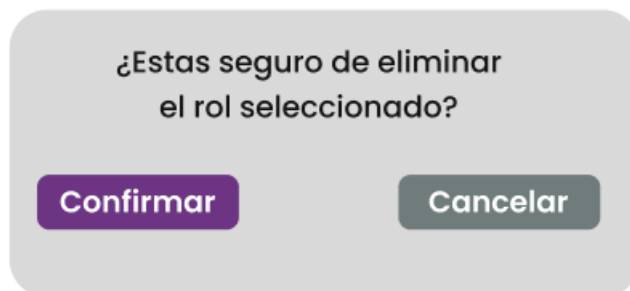 ¿Estas seguro de eliminar
el rol seleccionado?
Confirmar
Cancelar